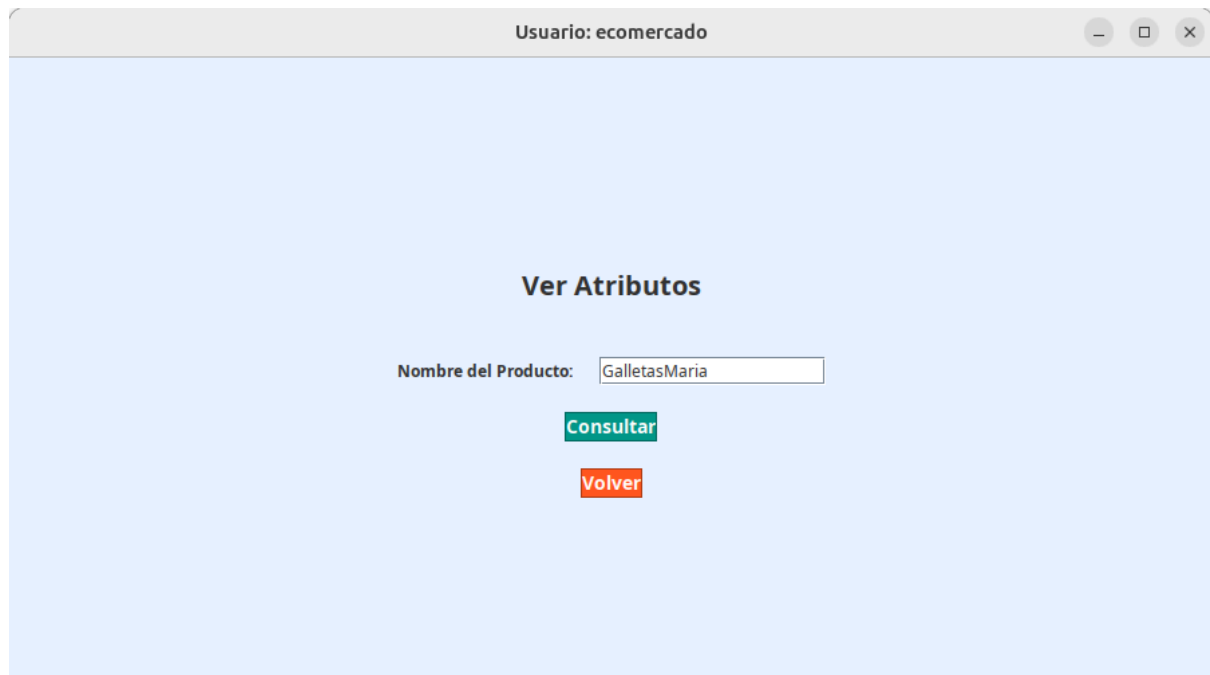 Usuario: ecomercado
Ver Atributos
Nombre del Producto: GalletasMaria
Consultar
Volver